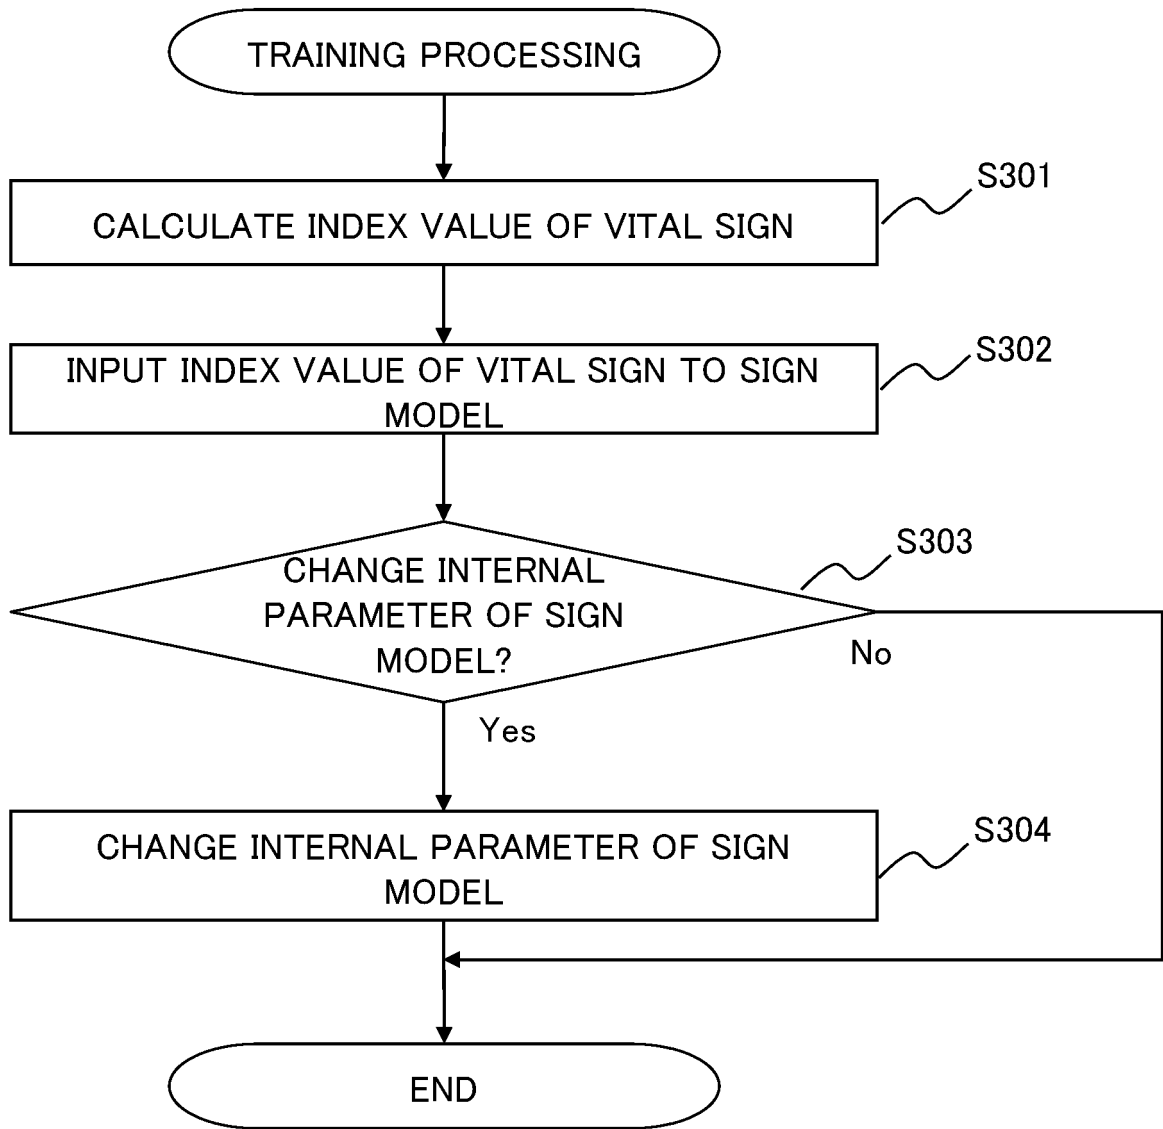 TRAINING PROCESSING
S301
CALCULATE INDEX VALUE OF VITAL SIGN
S302
INPUT INDEX VALUE OF VITAL SIGN TO SIGN
MODEL
S303
CHANGE INTERNAL
PARAMETER OF SIGN
MODEL?
No
Yes
S304
CHANGE INTERNAL PARAMETER OF SIGN
MODEL
END